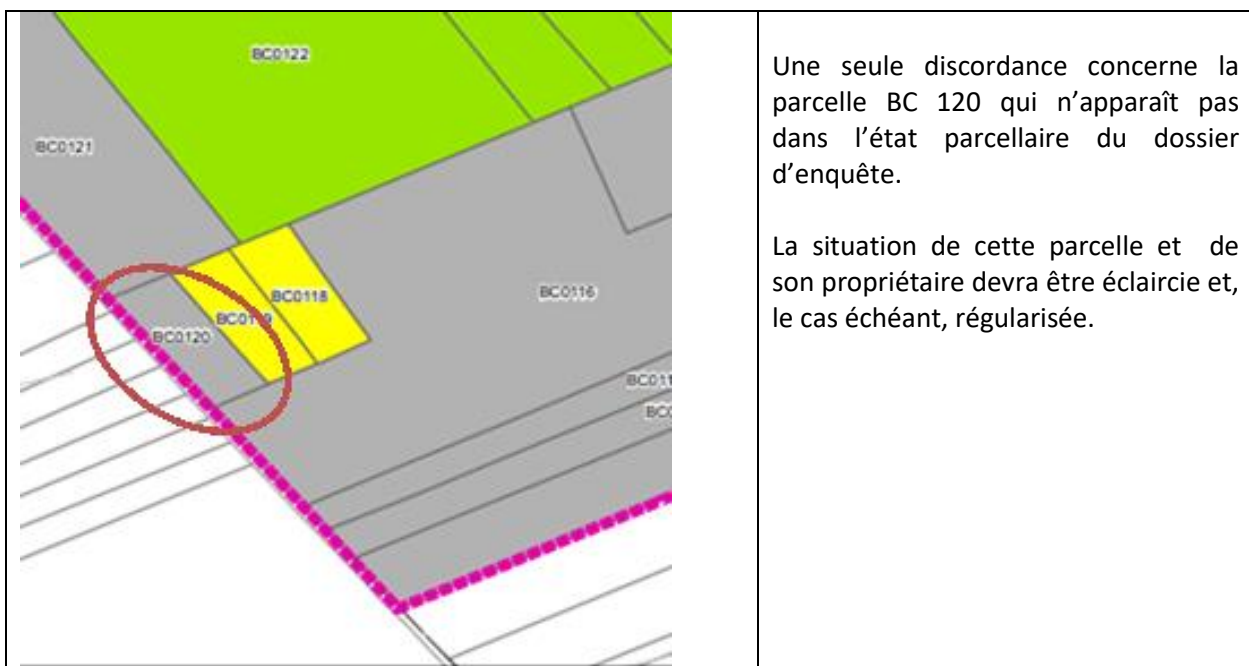 BC0122
BC0121
BC0118
BC0120
BC0116
Une seule discordance concerne la
parcelle BC 120 qui n’apparaît pas
dans l’état parcellaire du dossier
d’enquête.
La situation de cette parcelle et de
son propriétaire devra être éclaircie et,
le cas échéant, régularisée.